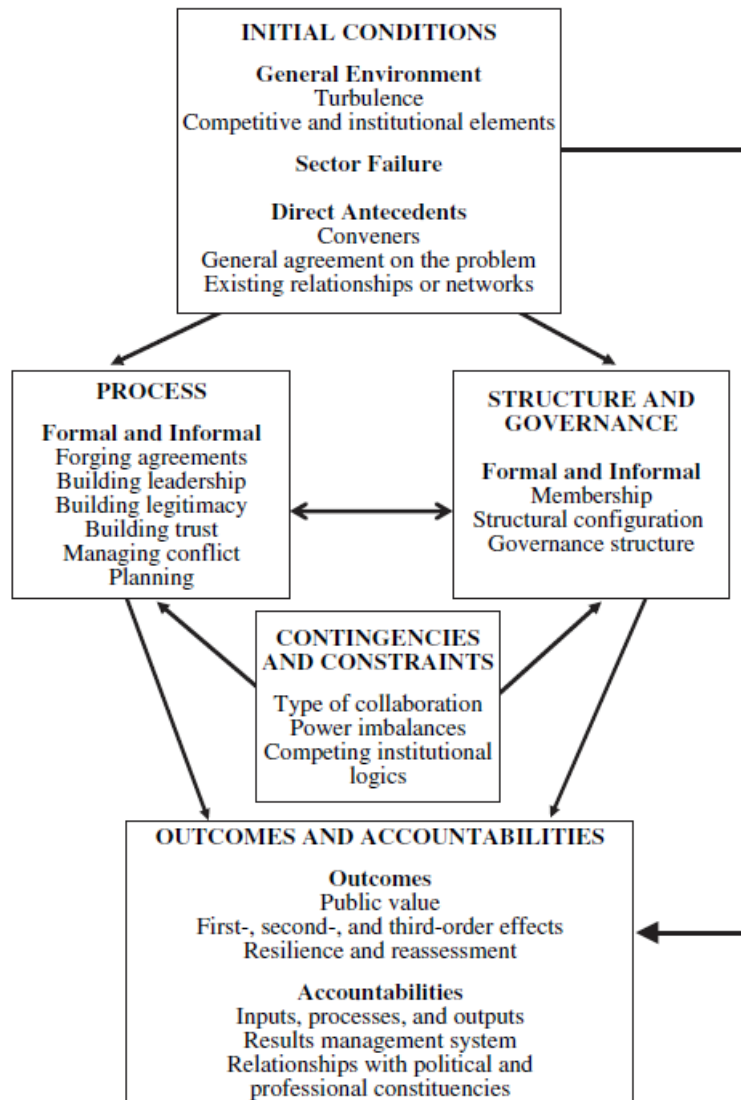 INITIAL CONDITIONS
General Environment
Turbulence
Competitive and institutional elements
Sector Failure
Direct Antecedents
Conveners
General agreement on the problem
Existing relationships or networks
PROCESS
Formal and Informal
Forging agreements
Building leadership
Building legitimacy
Building trust
Managing conflict
Planning
STRUCTURE AND
GOVERNANCE
Formal and Informal
Membership
Structural configuration
Governance structure
CONTINGENCIES
AND CONSTRAINTS
Type of collaboration
Power imbalances
Competing institutional
logics
OUTCOMES AND ACCOUNTABILITIES
Outcomes
Public value
First-, second-, and third-order effects
Resilience and reassessment
Accountabilities
Inputs, processes, and outputs
Results management system
Relationships with political and
professional constituencies